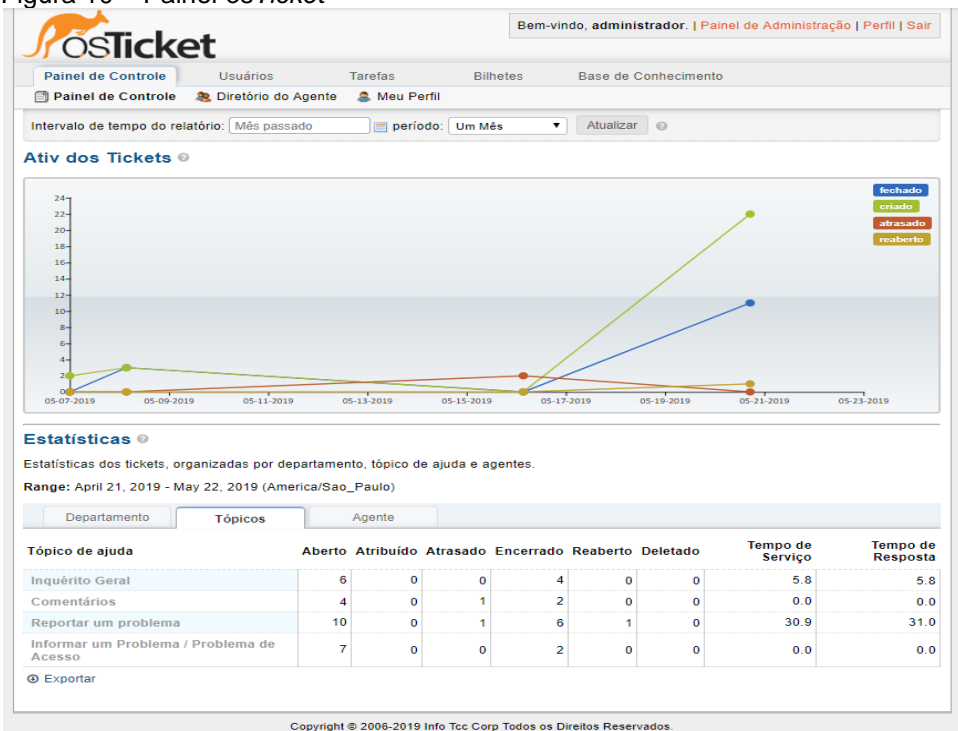 Figura 10 – Painel osTicket
osTicket
Bem-vindo, administrador. | Painel de Administração | Perfil | Sair
Painel de Controle Usuários Tarefas Bilhetes Base de Conhecimento
Painel de Controle Diretório do Agente Meu Perfil
Intervalo de tempo do relatório: Mês passado período: Um Mês Atualizar
Ativ dos Tickets
fechado
criado
atrasado
reaberto
24
22
20
18
16
14
12
10
8
6
4
2
0
05-07-2019 05-09-2019 05-11-2019 05-13-2019 05-15-2019 05-17-2019 05-19-2019 05-21-2019 05-23-2019
Estatísticas
Estatísticas dos tickets, organizadas por departamento, tópico de ajuda e agentes.
Range: April 21, 2019 - May 22, 2019 (America/Sao_Paulo)
Departamento Tópicos Agente
Tópico de ajuda Aberto Atribuído Atrasado Encerrado Reaberto Deletado Tempo de Serviço Tempo de Resposta
Inquérito Geral 6 0 0 4 0 0 5.8 5.8
Comentários 4 0 1 2 0 0 0.0 0.0
Reportar um problema 10 0 1 6 1 0 30.9 31.0
Informar um Problema / Problema de
Acesso 7 0 0 2 0 0 0.0 0.0
Exportar
Copyright © 2006-2019 Info Tcc Corp Todos os Direitos Reservados.